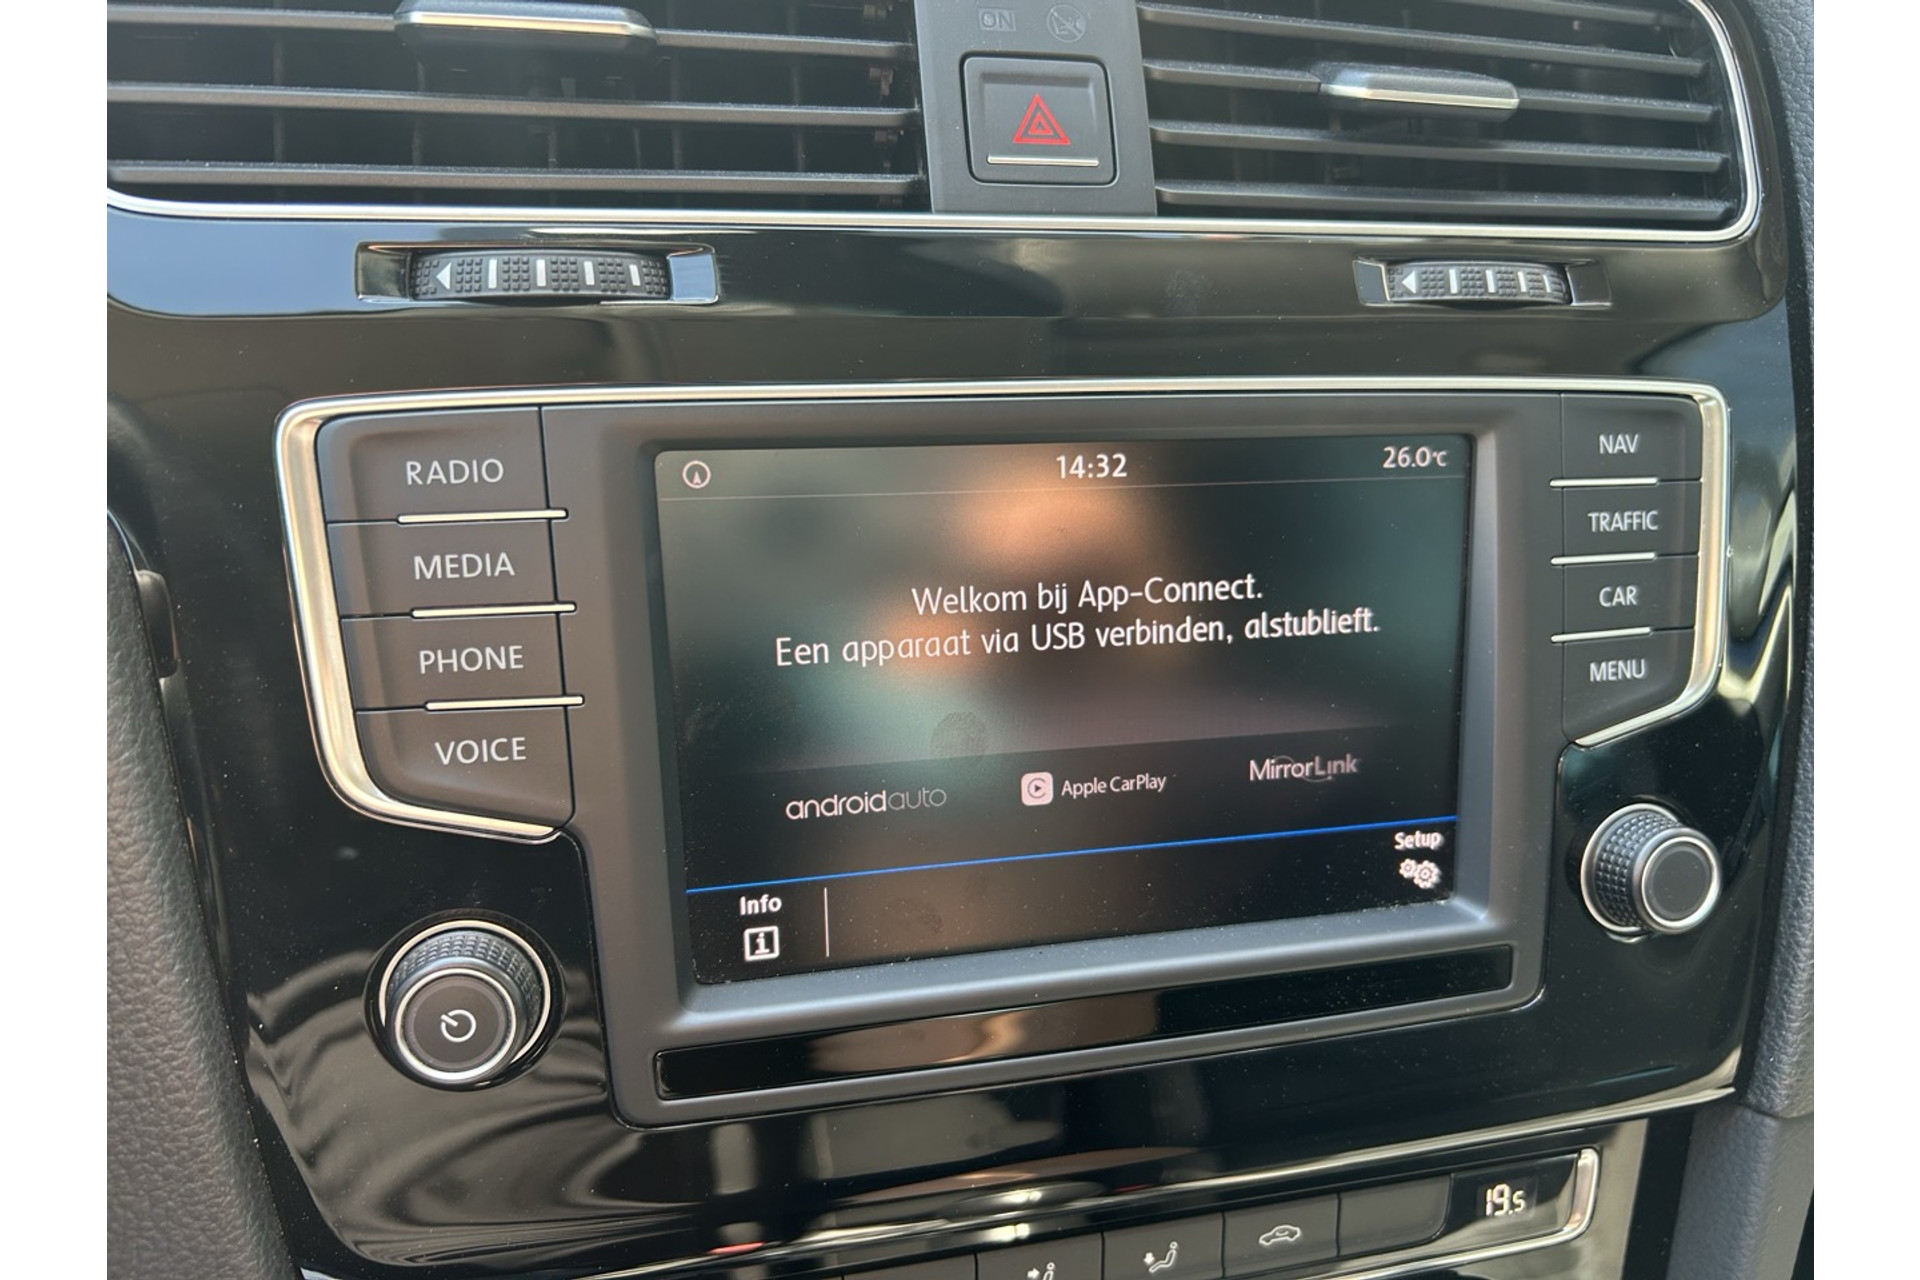 ON
RADIO
MEDIA
PHONE
VOICE
14:32
26.0°C
Welkom bij App-Connect.
Een apparaat via USB verbinden, alstublieft.
androidauto
Apple CarPlay
MirrorLink
Setup
Info
NAV
TRAFFIC
CAR
MENU
19.5